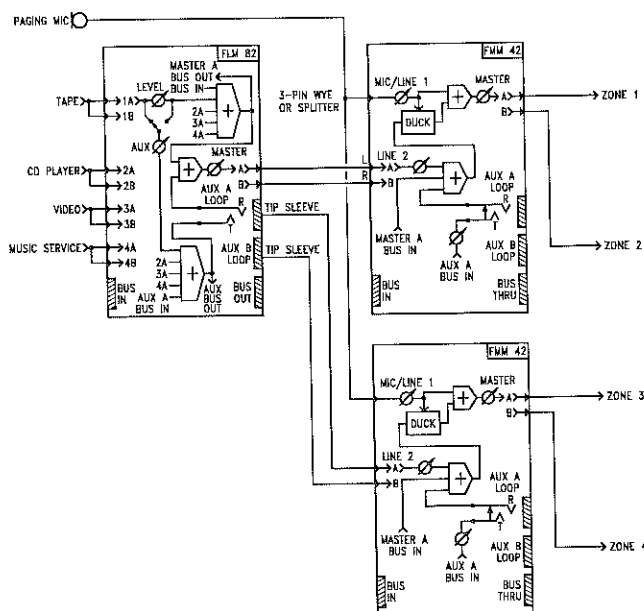 PAGING MIC
FLM 82
MASTER A
BUS OUT
BUS IN
LEVEL
TAPE
1A
1B
2A
3A
4A
AUX
MASTER
CD PLAYER
2A
2B
A
B
AUX A
LOOP
R
T
VIDEO
3A
3B
TIP SLEEVE
MUSIC SERVICE
4A
4B
2A
3A
4A
AUX A
BUS IN
AUX
BUS
OUT
AUX B
LOOP
TIP SLEEVE
BUS
IN
BUS
OUT
3-PIN WYE
OR SPLITTER
FMM 42
MIC/LINE 1
MASTER
A
B
ZONE 1
DUCK
L
R
A
B
LINE 2
AUX A
LOOP
R
T
MASTER A
BUS IN
AUX A
BUS IN
AUX B
LOOP
BUS
IN
BUS
THRU
ZONE 2
FMM 42
MIC/LINE 1
MASTER
A
B
ZONE 3
DUCK
LINE 2
A
B
AUX A
LOOP
R
T
MASTER A
BUS IN
AUX A
BUS IN
AUX B
LOOP
ZONE 4
BUS
IN
BUS
THRU